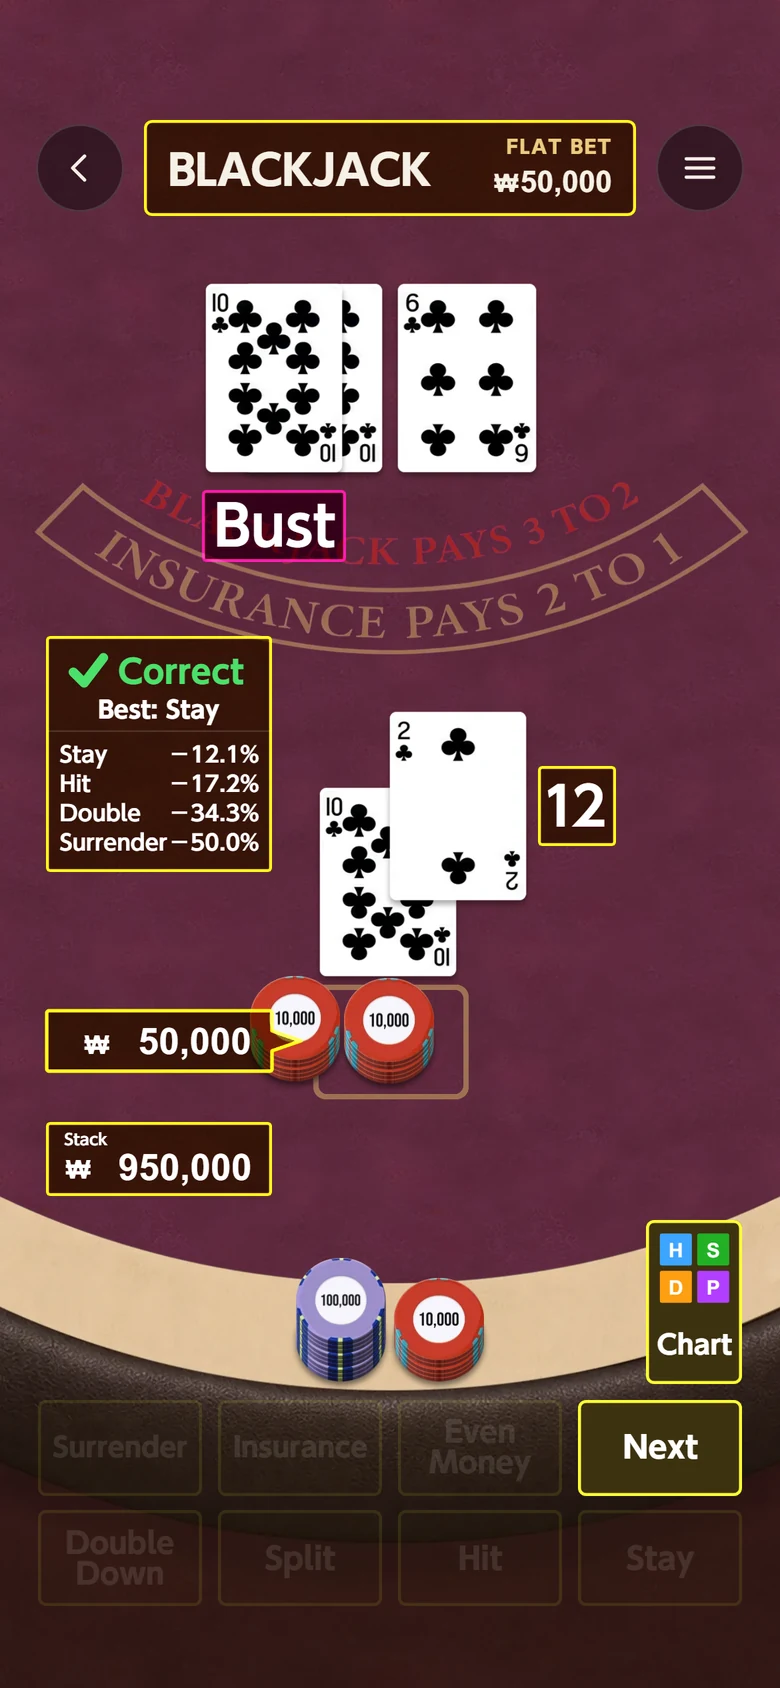 BLACKJACK
FLAT BET
₩50,000
10
10
10
6
6
BLACKJACK PAYS 3 TO 2
Bust
INSURANCE PAYS 2 TO 1
✓ Correct
Best: Stay
Stay −12.1%
Hit −17.2%
Double −34.3%
Surrender −50.0%
2
2
12
10
10
₩ 50,000
10,000
10,000
Stack
₩ 950,000
100,000
10,000
H S
D P
Chart
Surrender
Insurance
Even
Money
Next
Double
Down
Split
Hit
Stay